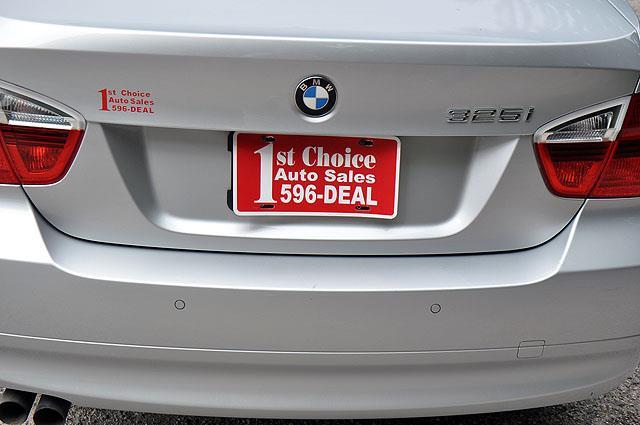 1st Choice
Auto Sales
596-DEAL
BMW
325i
1st Choice
Auto Sales
596-DEAL